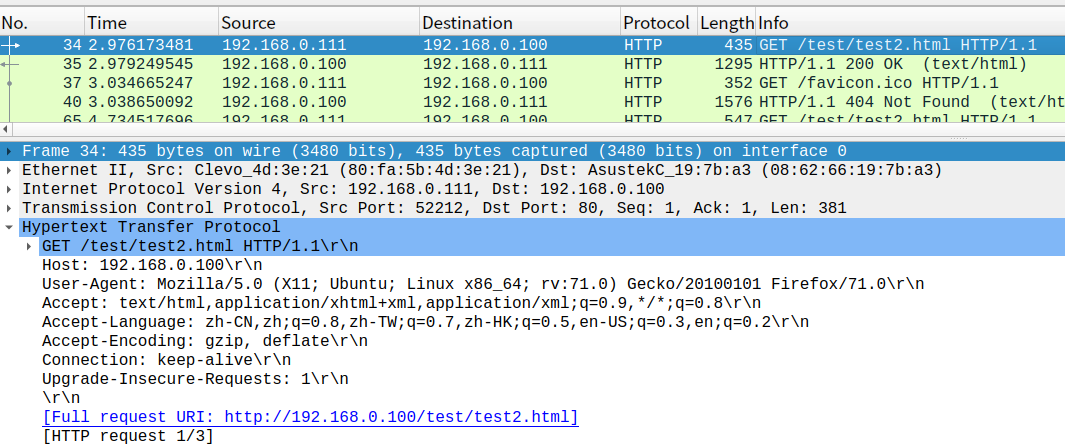 No. Time Source Destination Protocol Length Info
34 2.976173481 192.168.0.111 192.168.0.100 HTTP 435 GET /test/test2.html HTTP/1.1
35 2.979249545 192.168.0.100 192.168.0.111 HTTP 1295 HTTP/1.1 200 OK (text/html)
37 3.034665247 192.168.0.111 192.168.0.100 HTTP 352 GET /favicon.ico HTTP/1.1
40 3.038650092 192.168.0.100 192.168.0.111 HTTP 1576 HTTP/1.1 404 Not Found (text/ht
65 4.734517696 192.168.0.111 192.168.0.100 HTTP 547 GET /test/test2.html HTTP/1.1
Frame 34: 435 bytes on wire (3480 bits), 435 bytes captured (3480 bits) on interface 0
Ethernet II, Src: Clevo_4d:3e:21 (80:fa:5b:4d:3e:21), Dst: AsustekC_19:7b:a3 (08:62:66:19:7b:a3)
Internet Protocol Version 4, Src: 192.168.0.111, Dst: 192.168.0.100
Transmission Control Protocol, Src Port: 52212, Dst Port: 80, Seq: 1, Ack: 1, Len: 381
Hypertext Transfer Protocol
GET /test/test2.html HTTP/1.1\r\n
Host: 192.168.0.100\r\n
User-Agent: Mozilla/5.0 (X11; Ubuntu; Linux x86_64; rv:71.0) Gecko/20100101 Firefox/71.0\r\n
Accept: text/html,application/xhtml+xml,application/xml;q=0.9,*/*;q=0.8\r\n
Accept-Language: zh-CN,zh;q=0.8,zh-TW;q=0.7,zh-HK;q=0.5,en-US;q=0.3,en;q=0.2\r\n
Accept-Encoding: gzip, deflate\r\n
Connection: keep-alive\r\n
Upgrade-Insecure-Requests: 1\r\n
\r\n
[Full request URI: http://192.168.0.100/test/test2.html]
[HTTP request 1/3]